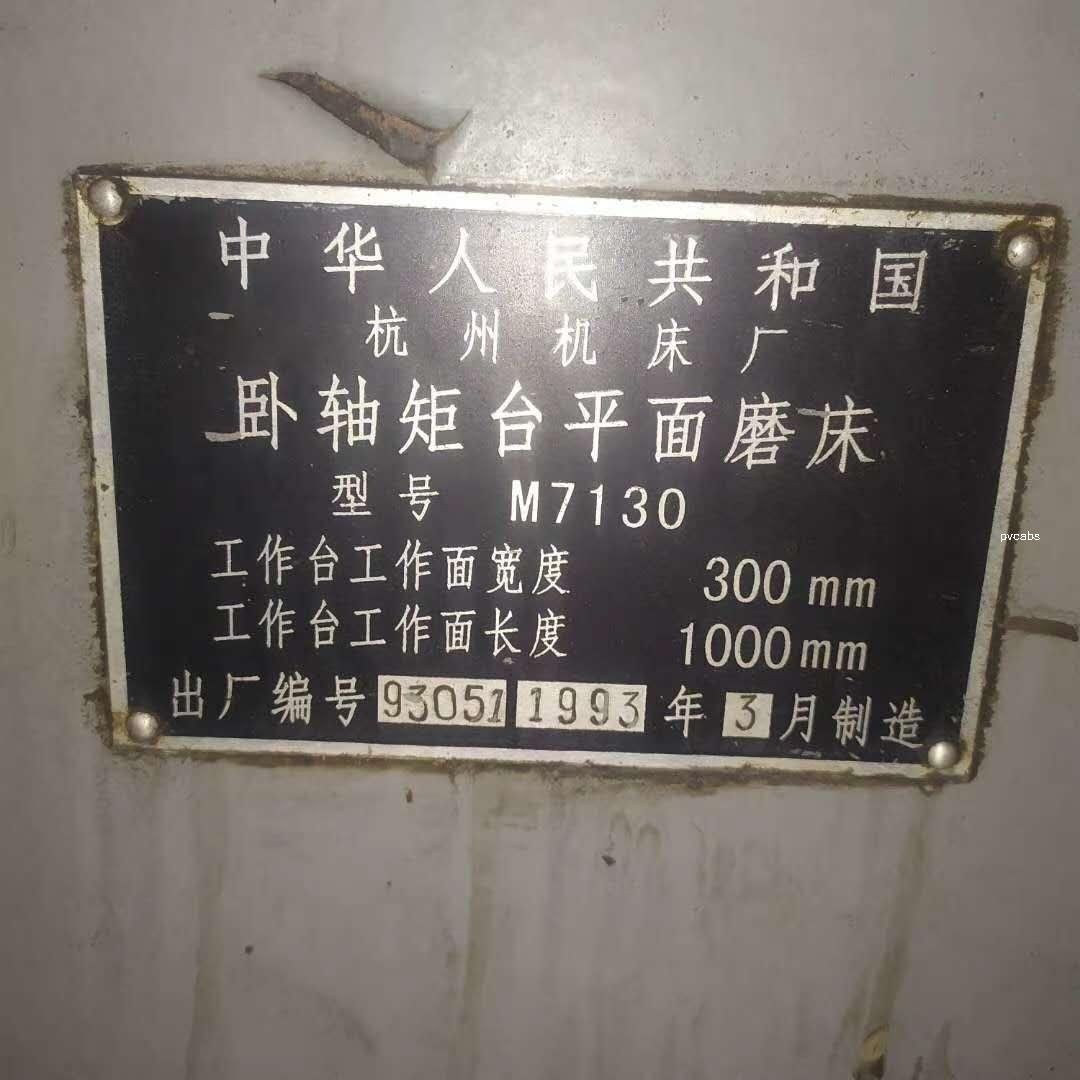 中华人民共和国
杭州机床厂
卧轴矩台平面磨床
型号 M7130
工作台工作面宽度 300 mm
工作台工作面长度 1000 mm
出厂编号 93051 1993 年 3 月制造
pvcabs